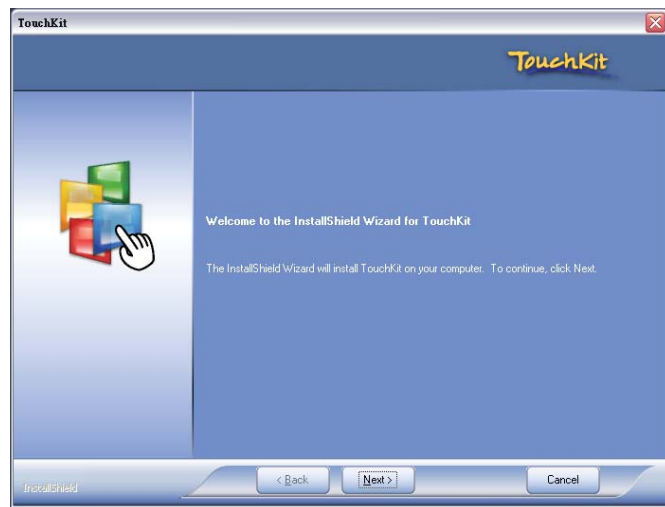 TouchKit
TouchKit
Welcome to the InstallShield Wizard for TouchKit
The InstallShield Wizard will install TouchKit on your computer. To continue, click Next.
InstallShield
< Back
Next >
Cancel